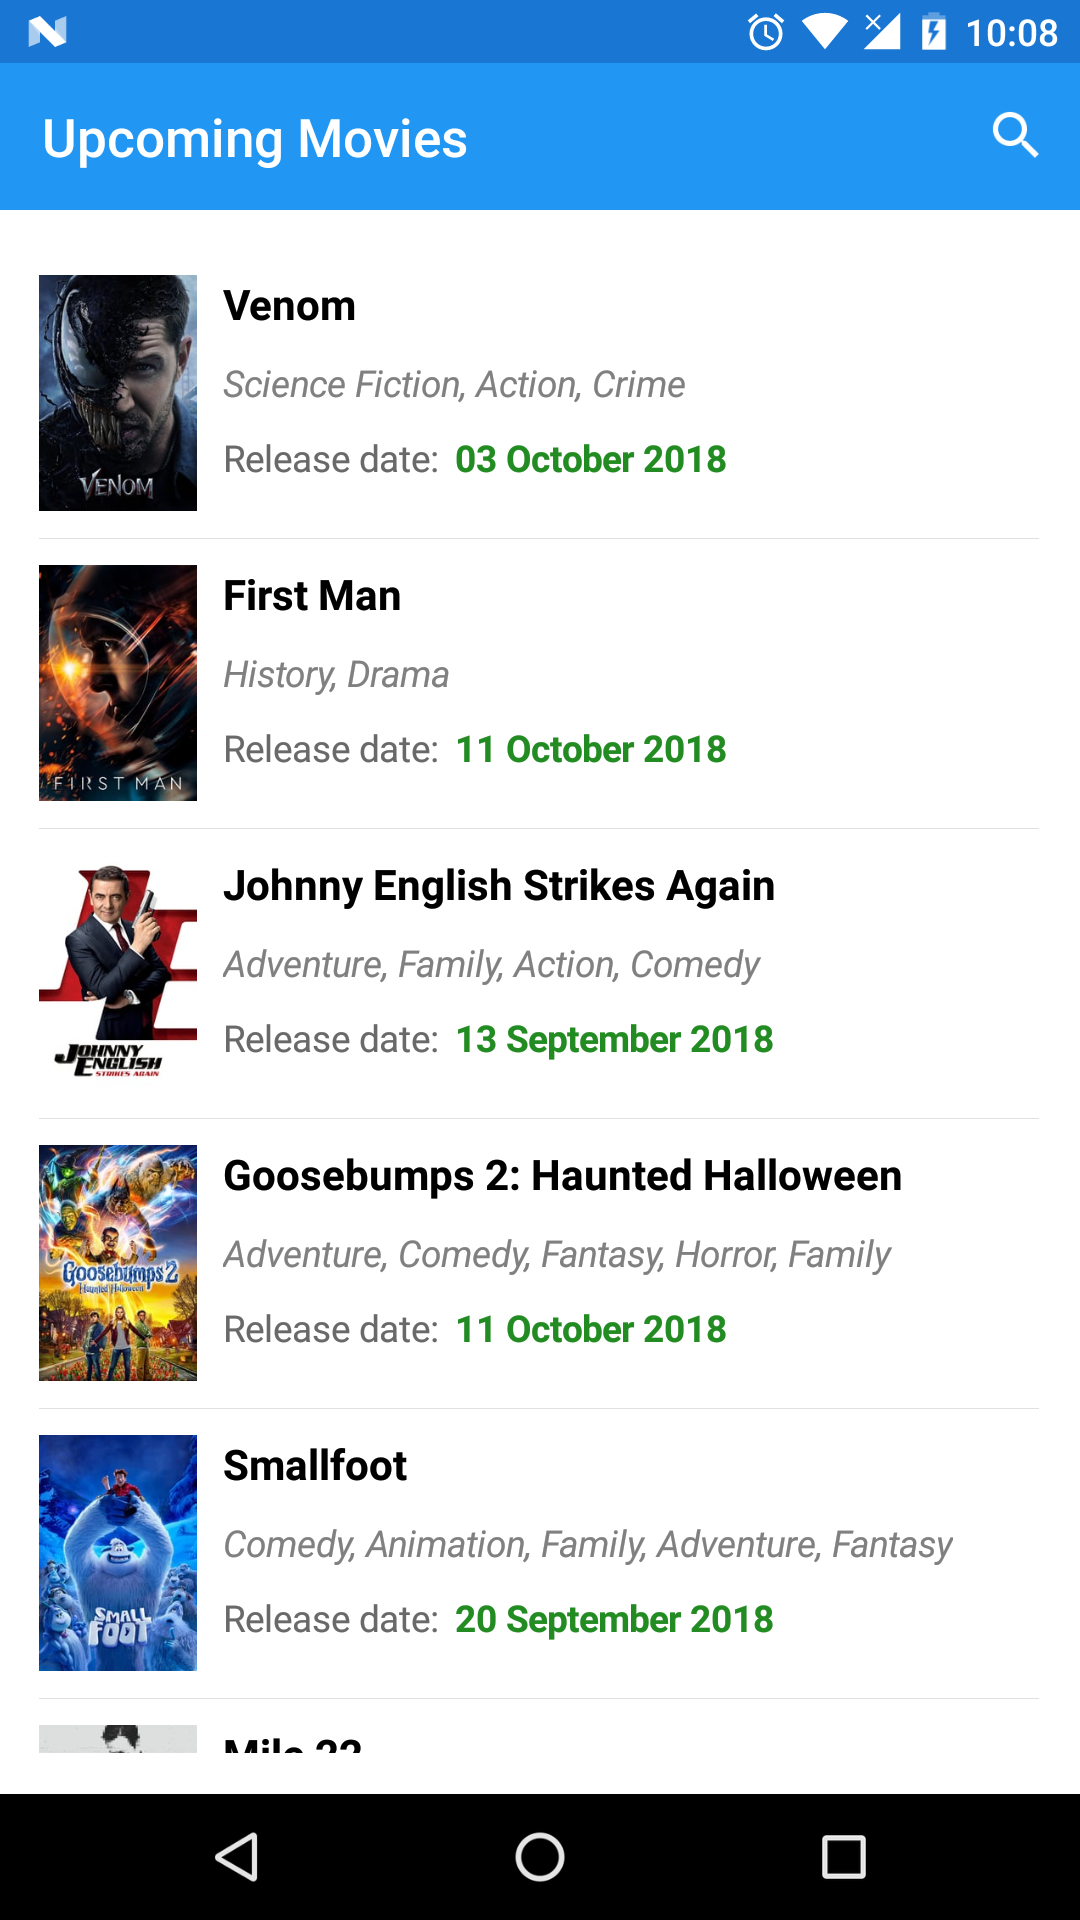 10:08
Upcoming Movies
VENOM
Venom
Science Fiction, Action, Crime
Release date: 03 October 2018
FIRST MAN
First Man
History, Drama
Release date: 11 October 2018
JOHNNY
ENGLISH
STRIKES AGAIN
Johnny English Strikes Again
Adventure, Family, Action, Comedy
Release date: 13 September 2018
Goosebumps 2
Haunted Halloween
Goosebumps 2: Haunted Halloween
Adventure, Comedy, Fantasy, Horror, Family
Release date: 11 October 2018
SMALL
FOOT
Smallfoot
Comedy, Animation, Family, Adventure, Fantasy
Release date: 20 September 2018
Mile 22